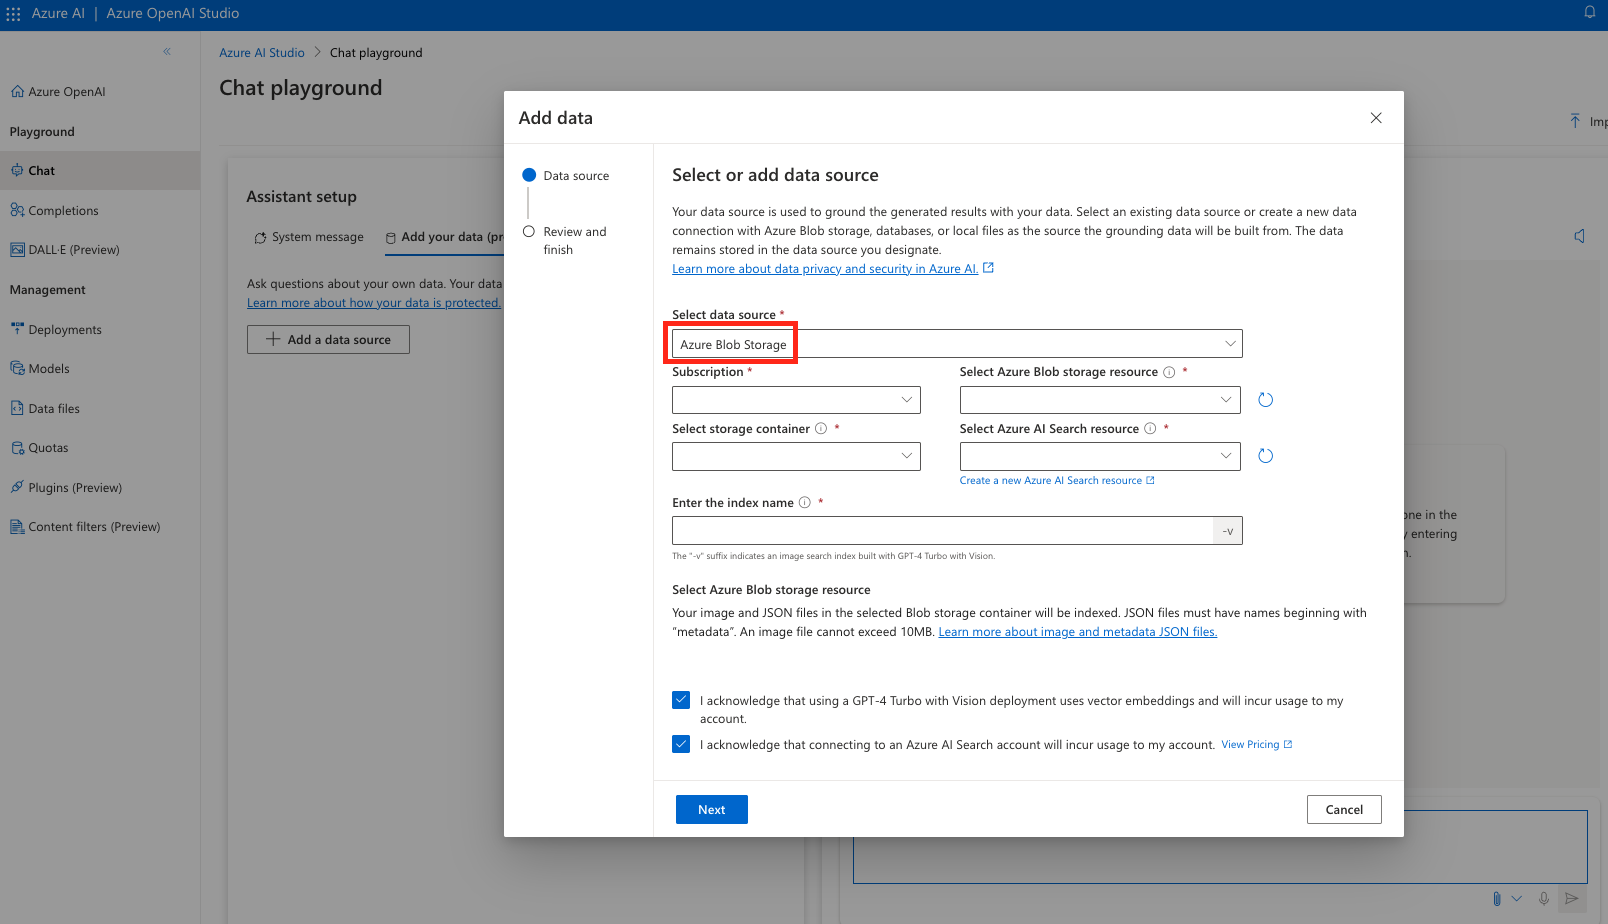 Azure AI | Azure OpenAI Studio
Azure AI Studio > Chat playground
Chat playground
Azure OpenAI
Playground
Chat
Completions
DALL·E (Preview)
Management
Deployments
Models
Data files
Quotas
Plugins (Preview)
Content filters (Preview)
Assistant setup
System message
Add your data (pr
Ask questions about your own data. Your data
Learn more about how your data is protected.
Add a data source
Add data
Data source
Review and
finish
Select or add data source
Your data source is used to ground the generated results with your data. Select an existing data source or create a new data
connection with Azure Blob storage, databases, or local files as the source the grounding data will be built from. The data
remains stored in the data source you designate.
Learn more about data privacy and security in Azure AI.
Select data source *
Azure Blob Storage
Subscription *
Select Azure Blob storage resource *
Select storage container *
Select Azure AI Search resource *
Create a new Azure AI Search resource
Enter the index name *
-v
The "-v" suffix indicates an image search index built with GPT-4 Turbo with Vision.
Select Azure Blob storage resource
Your image and JSON files in the selected Blob storage container will be indexed. JSON files must have names beginning with
"metadata". An image file cannot exceed 10MB. Learn more about image and metadata JSON files.
I acknowledge that using a GPT-4 Turbo with Vision deployment uses vector embeddings and will incur usage to my
account.
I acknowledge that connecting to an Azure AI Search account will incur usage to my account. View Pricing
Next
Cancel
Imp
one in the
y entering
n.